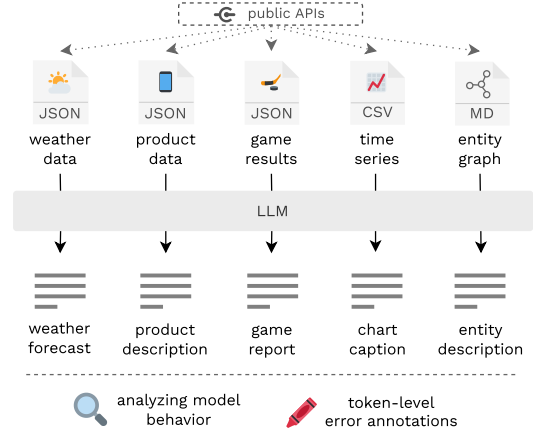 public APIs
JSON JSON JSON CSV MD
weather product game time entity
data data results series graph
LLM
weather product game chart entity
forecast description report caption description
analyzing model token-level
behavior error annotations